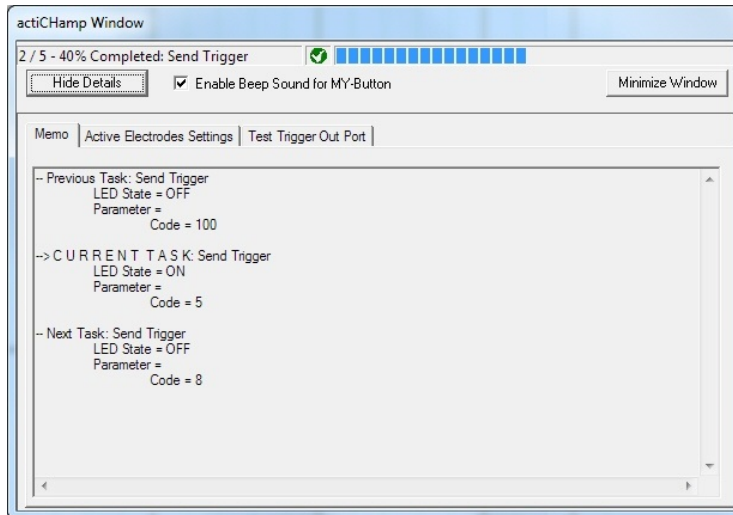 actiCHamp Window
2 / 5 - 40% Completed: Send Trigger
Hide Details
Enable Beep Sound for MY-Button
Minimize Window
Memo
Active Electrodes Settings
Test Trigger Out Port
-- Previous Task: Send Trigger
LED State = OFF
Parameter =
Code = 100
--> C U R R E N T  T A S K: Send Trigger
LED State = ON
Parameter =
Code = 5
-- Next Task: Send Trigger
LED State = OFF
Parameter =
Code = 8